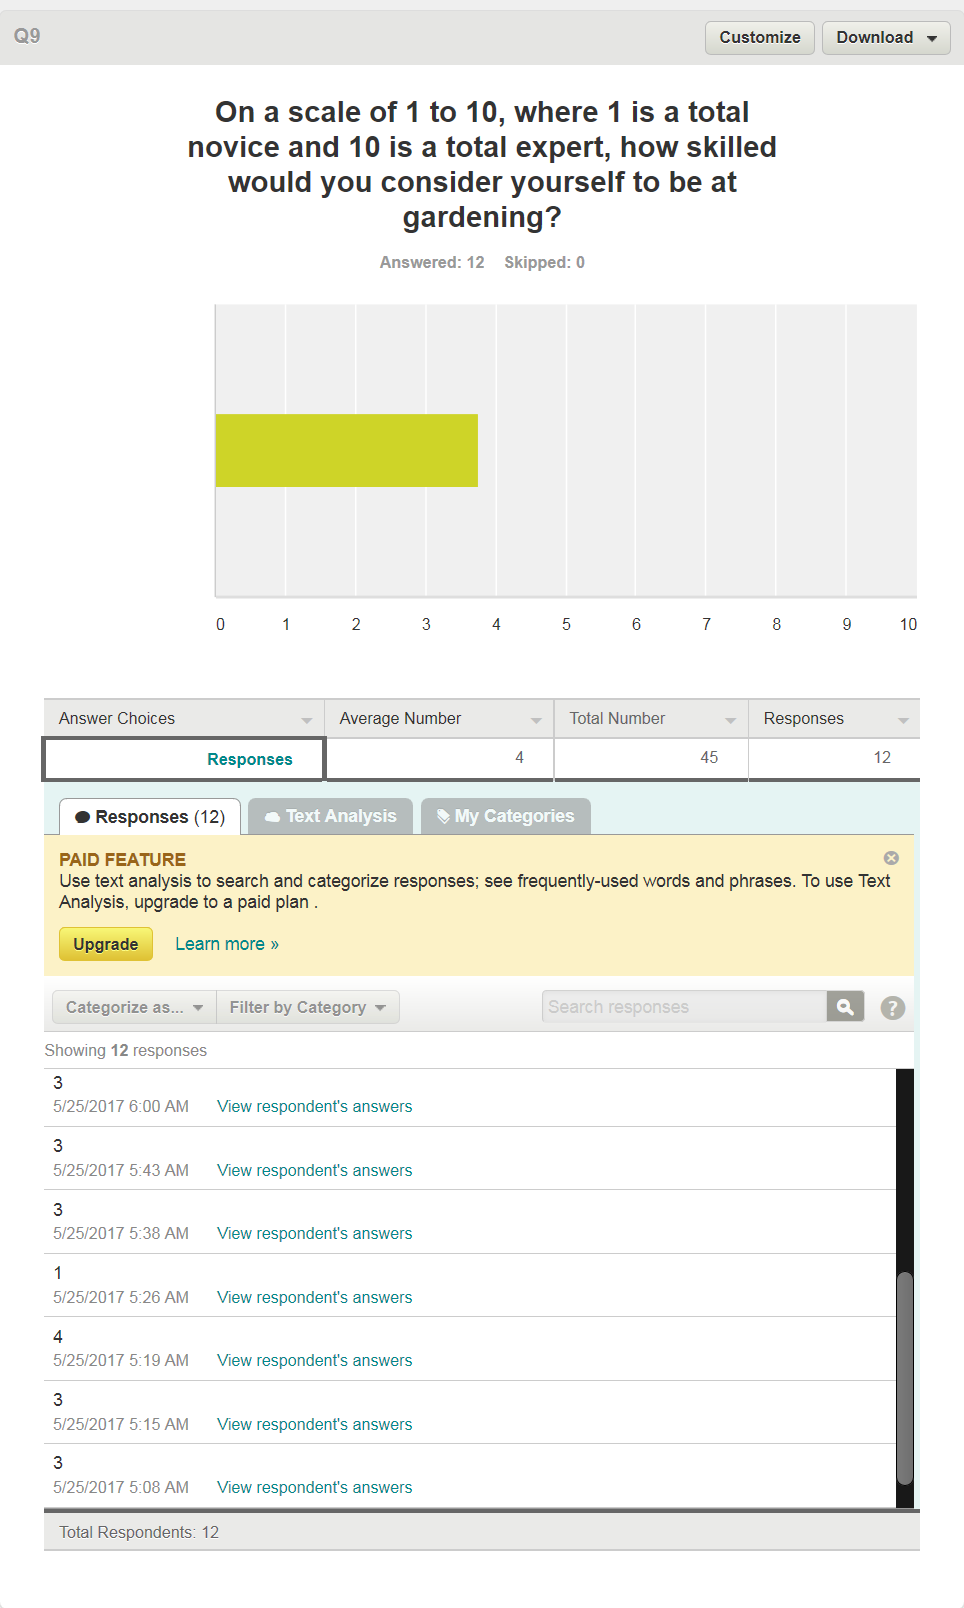 Q9
Customize
Download
On a scale of 1 to 10, where 1 is a total
novice and 10 is a total expert, how skilled
would you consider yourself to be at
gardening?
Answered: 12 Skipped: 0
0 1 2 3 4 5 6 7 8 9 10
Answer Choices Average Number Total Number Responses
Responses 4 45 12
Responses (12) Text Analysis My Categories
PAID FEATURE
Use text analysis to search and categorize responses; see frequently-used words and phrases. To use Text
Analysis, upgrade to a paid plan .
Upgrade Learn more »
Categorize as... Filter by Category Search responses ?
Showing 12 responses
3
5/25/2017 6:00 AM View respondent's answers
3
5/25/2017 5:43 AM View respondent's answers
3
5/25/2017 5:38 AM View respondent's answers
1
5/25/2017 5:26 AM View respondent's answers
4
5/25/2017 5:19 AM View respondent's answers
3
5/25/2017 5:15 AM View respondent's answers
3
5/25/2017 5:08 AM View respondent's answers
Total Respondents: 12